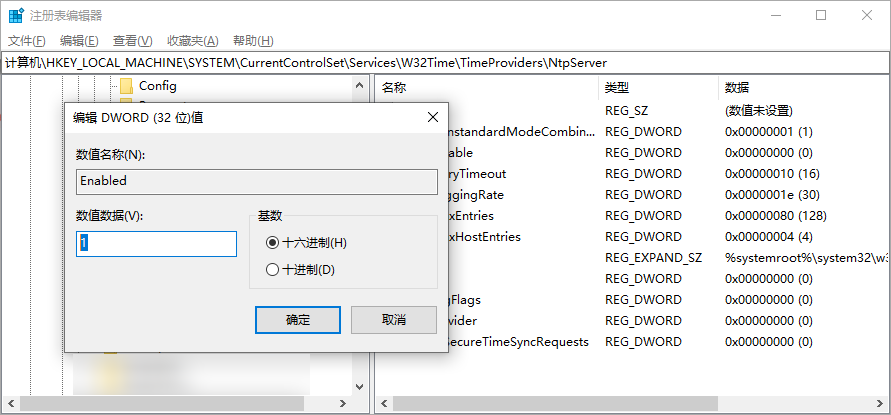 注册表编辑器
文件(F) 编辑(E) 查看(V) 收藏夹(A) 帮助(H)
计算机\HKEY_LOCAL_MACHINE\SYSTEM\CurrentControlSet\Services\W32Time\TimeProviders\NtpServer
Config
名称 类型 数据
REG_SZ (数值未设置)
nstandardModeCombin... REG_DWORD 0x00000001 (1)
able REG_DWORD 0x00000000 (0)
ryTimeout REG_DWORD 0x00000010 (16)
ggingRate REG_DWORD 0x0000001e (30)
xEntries REG_DWORD 0x00000080 (128)
xHostEntries REG_DWORD 0x00000004 (4)
REG_EXPAND_SZ %systemroot%\system32\w3
REG_DWORD 0x00000000 (0)
gFlags REG_DWORD 0x00000000 (0)
vider REG_DWORD 0x00000000 (0)
SecureTimeSyncRequests REG_DWORD 0x00000000 (0)
编辑 DWORD (32 位)值
数值名称(N):
Enabled
数值数据(V):
1
基数
十六进制(H)
十进制(D)
确定 取消